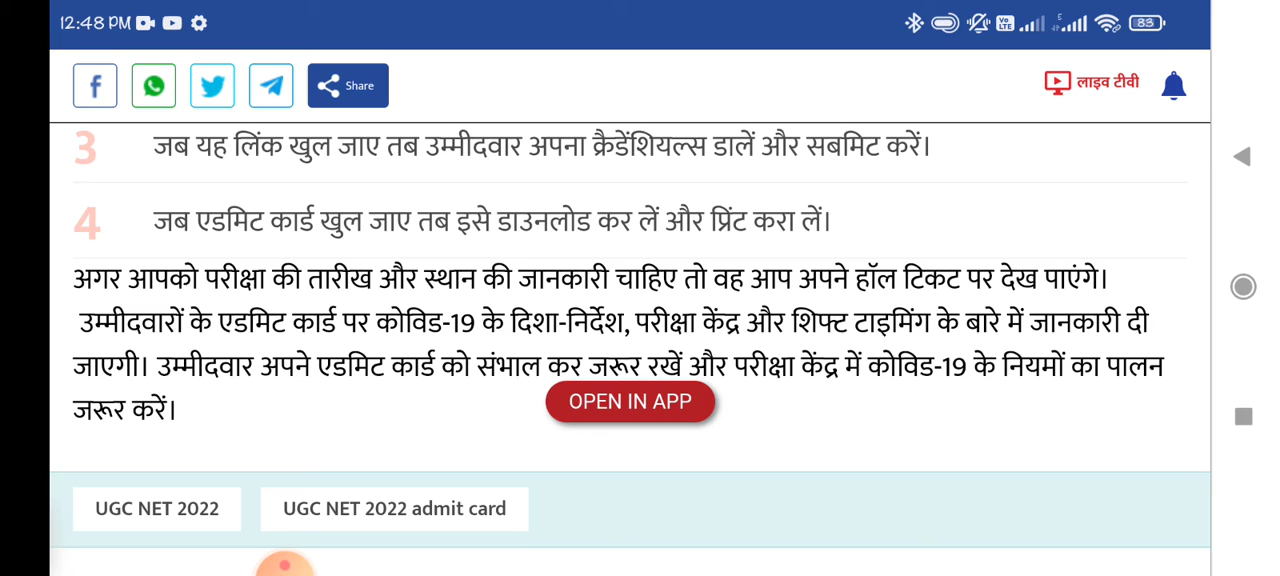 12:48 PM
Vo LTE
83
f
Share
लाइव टीवी
3 जब यह लिंक खुल जाए तब उम्मीदवार अपना क्रैडेंशियल्स डालें और सबमिट करें।
4 जब एडमिट कार्ड खुल जाए तब इसे डाउनलोड कर लें और प्रिंट करा लें।
अगर आपको परीक्षा की तारीख और स्थान की जानकारी चाहिए तो वह आप अपने हॉल टिकट पर देख पाएंगे।
उम्मीदवारों के एडमिट कार्ड पर कोविड-19 के दिशा-निर्देश, परीक्षा केंद्र और शिफ्ट टाइमिंग के बारे में जानकारी दी
जाएगी। उम्मीदवार अपने एडमिट कार्ड को संभाल कर जरूर रखें और परीक्षा केंद्र में कोविड-19 के नियमों का पालन
जरूर करें।
OPEN IN APP
UGC NET 2022
UGC NET 2022 admit card